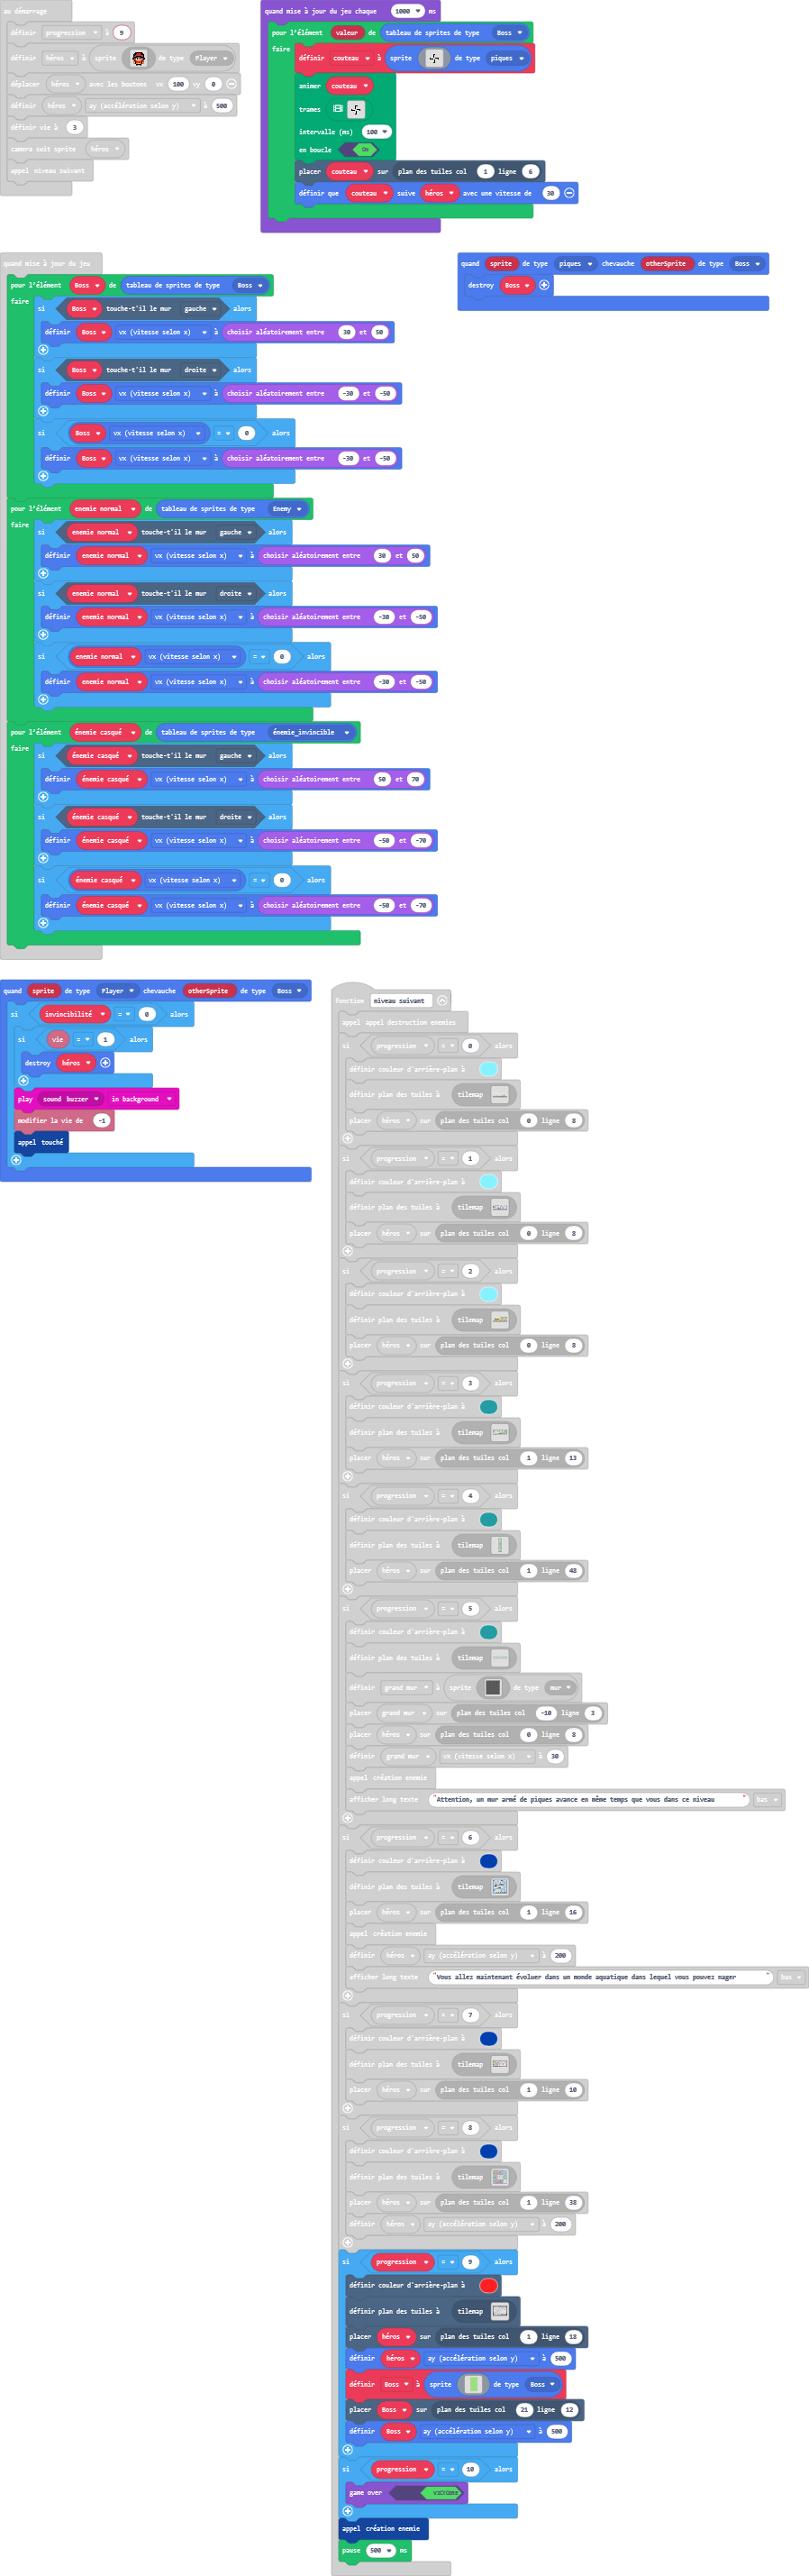 au démarrage
définir progression à 9
définir héros à sprite de type Player
déplacer héros avec les boutons vx 100 vy 0
définir héros ay (accélération selon y) à 500
définir vie à 3
camera suit sprite héros
appel niveau suivant
quand mise à jour du jeu chaque 1000 ms
pour l'élément valeur de tableau de sprites de type Boss
faire définir couteau à sprite de type piques
animer couteau
trames
intervalle (ms) 100
en boucle ON
placer couteau sur plan des tuiles col 1 ligne 6
définir que couteau suive héros avec une vitesse de 30
quand mise à jour du jeu
pour l'élément Boss de tableau de sprites de type Boss
faire si Boss touche-t'il le mur gauche alors
définir Boss vx (vitesse selon x) à choisir aléatoirement entre 30 et 50
si Boss touche-t'il le mur droite alors
définir Boss vx (vitesse selon x) à choisir aléatoirement entre -30 et -50
si Boss vx (vitesse selon x) = 0 alors
définir Boss vx (vitesse selon x) à choisir aléatoirement entre -30 et -50
pour l'élément enemie normal de tableau de sprites de type Enemy
faire si enemie normal touche-t'il le mur gauche alors
définir enemie normal vx (vitesse selon x) à choisir aléatoirement entre 30 et 50
si enemie normal touche-t'il le mur droite alors
définir enemie normal vx (vitesse selon x) à choisir aléatoirement entre -30 et -50
si enemie normal vx (vitesse selon x) = 0 alors
définir enemie normal vx (vitesse selon x) à choisir aléatoirement entre -30 et -50
pour l'élément énemie casqué de tableau de sprites de type énemie_invincible
faire si énemie casqué touche-t'il le mur gauche alors
définir énemie casqué vx (vitesse selon x) à choisir aléatoirement entre 50 et 70
si énemie casqué touche-t'il le mur droite alors
définir énemie casqué vx (vitesse selon x) à choisir aléatoirement entre -50 et -70
si énemie casqué vx (vitesse selon x) = 0 alors
définir énemie casqué vx (vitesse selon x) à choisir aléatoirement entre -50 et -70
quand sprite de type piques chevauche otherSprite de type Boss
destroy Boss
quand sprite de type Player chevauche otherSprite de type Boss
si invincibilité = 0 alors
si vie = 1 alors
destroy héros
play sound buzzer in background
modifier la vie de -1
appel touché
fonction niveau suivant
appel appel destruction enemies
si progression = 0 alors
définir couleur d'arrière-plan à
définir plan des tuiles à tilemap
placer héros sur plan des tuiles col 0 ligne 8
si progression = 1 alors
définir couleur d'arrière-plan à
définir plan des tuiles à tilemap
placer héros sur plan des tuiles col 0 ligne 8
si progression = 2 alors
définir couleur d'arrière-plan à
définir plan des tuiles à tilemap
placer héros sur plan des tuiles col 0 ligne 8
si progression = 3 alors
définir couleur d'arrière-plan à
définir plan des tuiles à tilemap
placer héros sur plan des tuiles col 1 ligne 13
si progression = 4 alors
définir couleur d'arrière-plan à
définir plan des tuiles à tilemap
placer héros sur plan des tuiles col 1 ligne 48
si progression = 5 alors
définir couleur d'arrière-plan à
définir plan des tuiles à tilemap
définir grand mur à sprite de type mur
placer grand mur sur plan des tuiles col -10 ligne 3
placer héros sur plan des tuiles col 0 ligne 8
définir grand mur vx (vitesse selon x) à 30
appel création enemie
afficher long texte "Attention, un mur armé de piques avance en même temps que vous dans ce niveau " bas
si progression = 6 alors
définir couleur d'arrière-plan à
définir plan des tuiles à tilemap
placer héros sur plan des tuiles col 1 ligne 16
appel création enemie
définir héros ay (accélération selon y) à 200
afficher long texte "Vous allez maintenant évoluer dans un monde aquatique dans lequel vous pouvez nager " bas
si progression = 7 alors
définir couleur d'arrière-plan à
définir plan des tuiles à tilemap
placer héros sur plan des tuiles col 1 ligne 10
si progression = 8 alors
définir couleur d'arrière-plan à
définir plan des tuiles à tilemap
placer héros sur plan des tuiles col 1 ligne 38
définir héros ay (accélération selon y) à 200
si progression = 9 alors
définir couleur d'arrière-plan à
définir plan des tuiles à tilemap
placer héros sur plan des tuiles col 1 ligne 18
définir héros ay (accélération selon y) à 500
définir Boss à sprite de type Boss
placer Boss sur plan des tuiles col 21 ligne 12
définir Boss ay (accélération selon y) à 500
si progression = 10 alors
game over VICTOIRE
appel création enemie
pause 500 ms